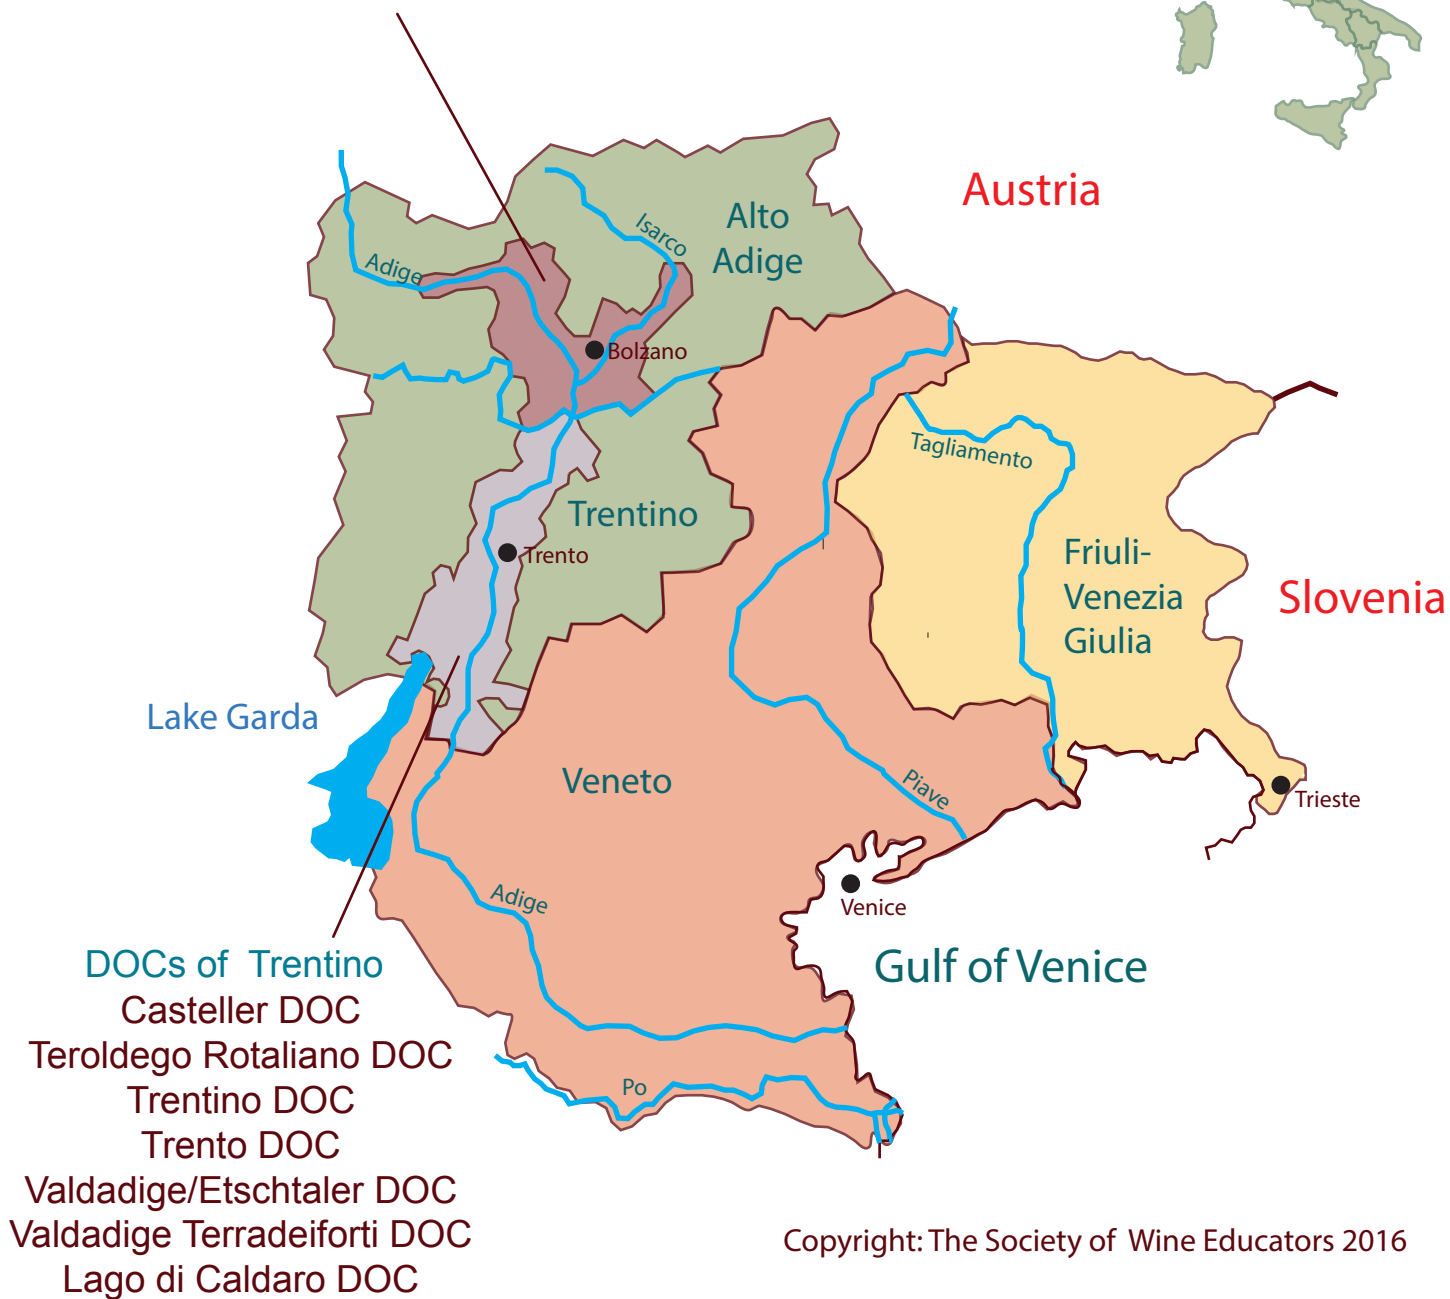 Austria
Alto
Adige
Isarco
Adige
Bolzano
Tagliamento
Trentino
Trento
Friuli-
Venezia
Giulia
Slovenia
Lake Garda
Veneto
Piave
Trieste
Adige
Venice
Gulf of Venice
Po
DOCs of Trentino
Casteller DOC
Teroldego Rotaliano DOC
Trentino DOC
Trento DOC
Valdadige/Etschtaler DOC
Valdadige Terradeiforti DOC
Lago di Caldaro DOC
Copyright: The Society of Wine Educators 2016